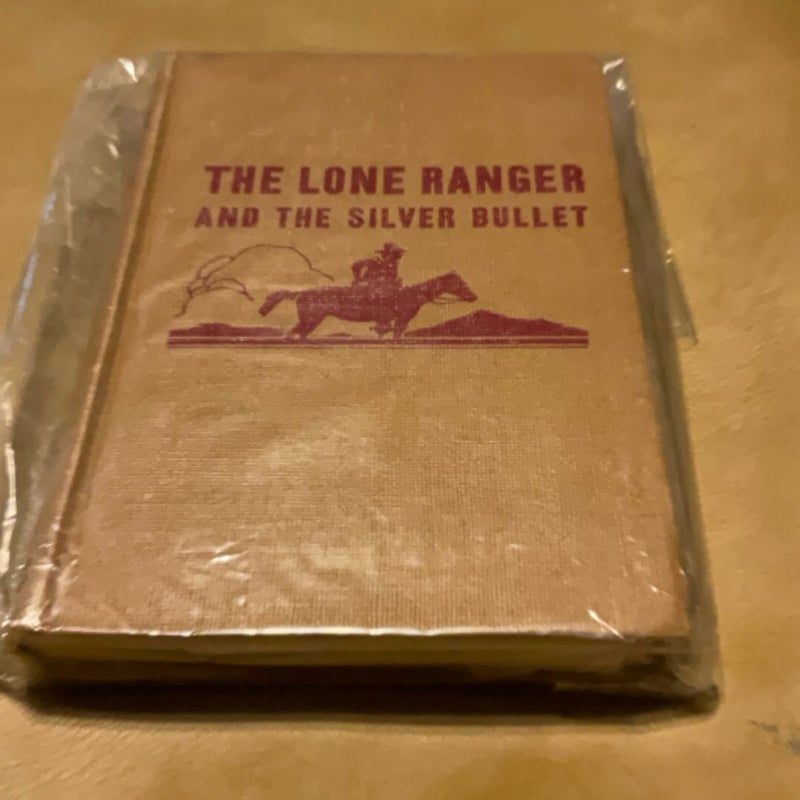 THE LONE RANGER
AND THE SILVER BULLET